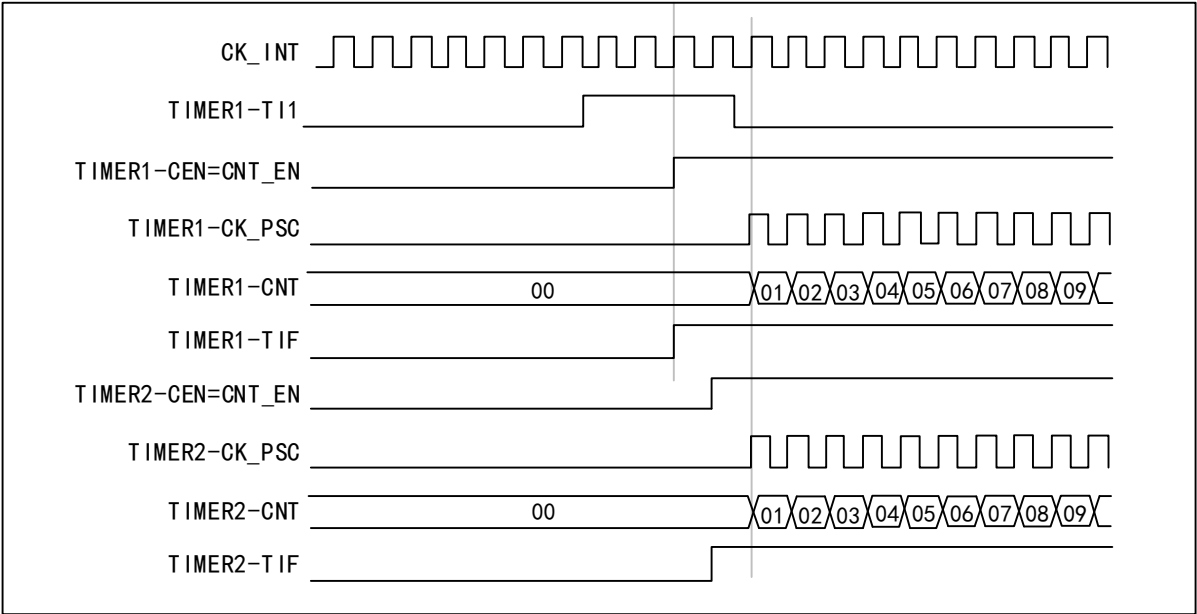 CK_INT
TIMER1-TI1
TIMER1-CEN=CNT_EN
TIMER1-CK_PSC
TIMER1-CNT 00 01 02 03 04 05 06 07 08 09
TIMER1-TIF
TIMER2-CEN=CNT_EN
TIMER2-CK_PSC
TIMER2-CNT 00 01 02 03 04 05 06 07 08 09
TIMER2-TIF